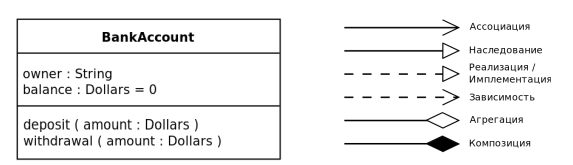 BankAccount
owner : String
balance : Dollars = 0
deposit ( amount : Dollars )
withdrawal ( amount : Dollars )
Ассоциация
Наследование
Реализация /
Имплементация
Зависимость
Агрегация
Композиция